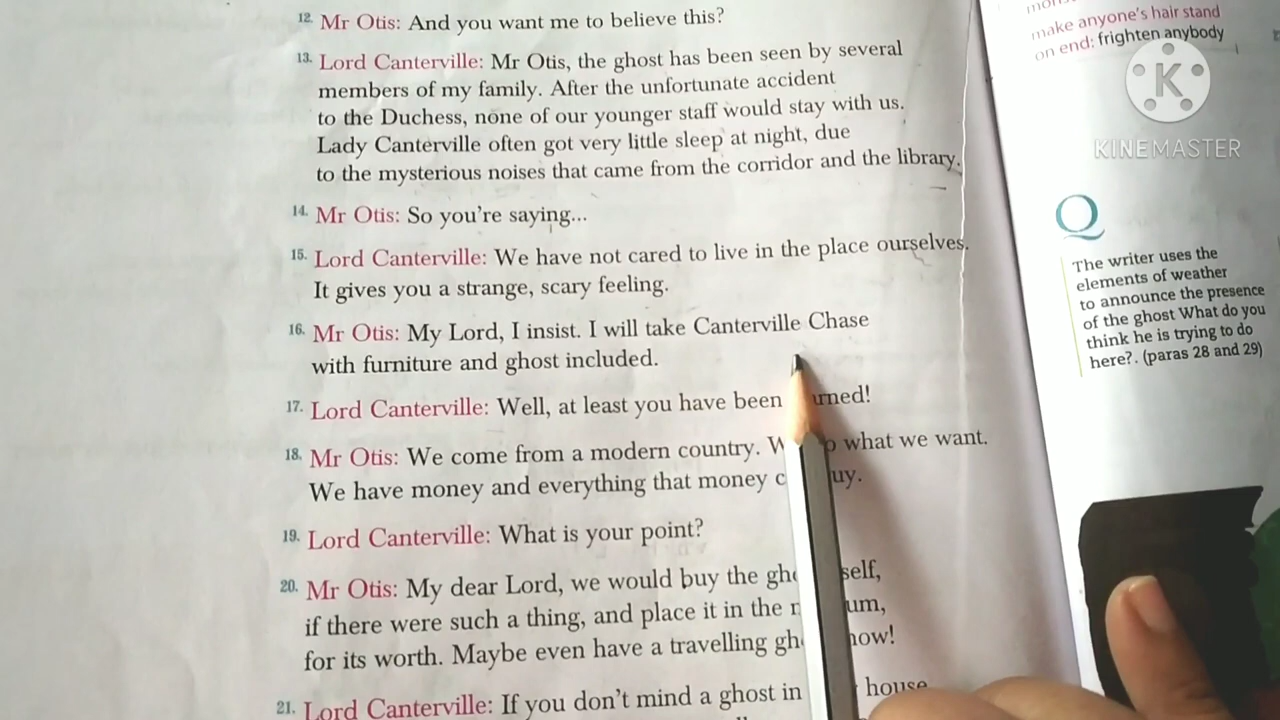 12. Mr Otis: And you want me to believe this?
13. Lord Canterville: Mr Otis, the ghost has been seen by several
members of my family. After the unfortunate accident
to the Duchess, none of our younger staff would stay with us.
Lady Canterville often got very little sleep at night, due
to the mysterious noises that came from the corridor and the library.
14. Mr Otis: So you're saying...
15. Lord Canterville: We have not cared to live in the place ourselves.
It gives you a strange, scary feeling.
16. Mr Otis: My Lord, I insist. I will take Canterville Chase
with furniture and ghost included.
17. Lord Canterville: Well, at least you have been
18. Mr Otis: We come from a modern country. what we want.
We have money and everything that money
19. Lord Canterville: What is your point?
20. Mr Otis: My dear Lord, we would buy the
if there were such a thing, and place it in the
for its worth. Maybe even have a travelling
21. Lord Canterville: If you don't mind a ghost in house
make anyone's hair stand
on end: frighten anybody
K
KINEMASTER
Q
The writer uses the
elements of weather
to announce the presence
of the ghost What do you
think he is trying to do
here?. (paras 28 and 29)